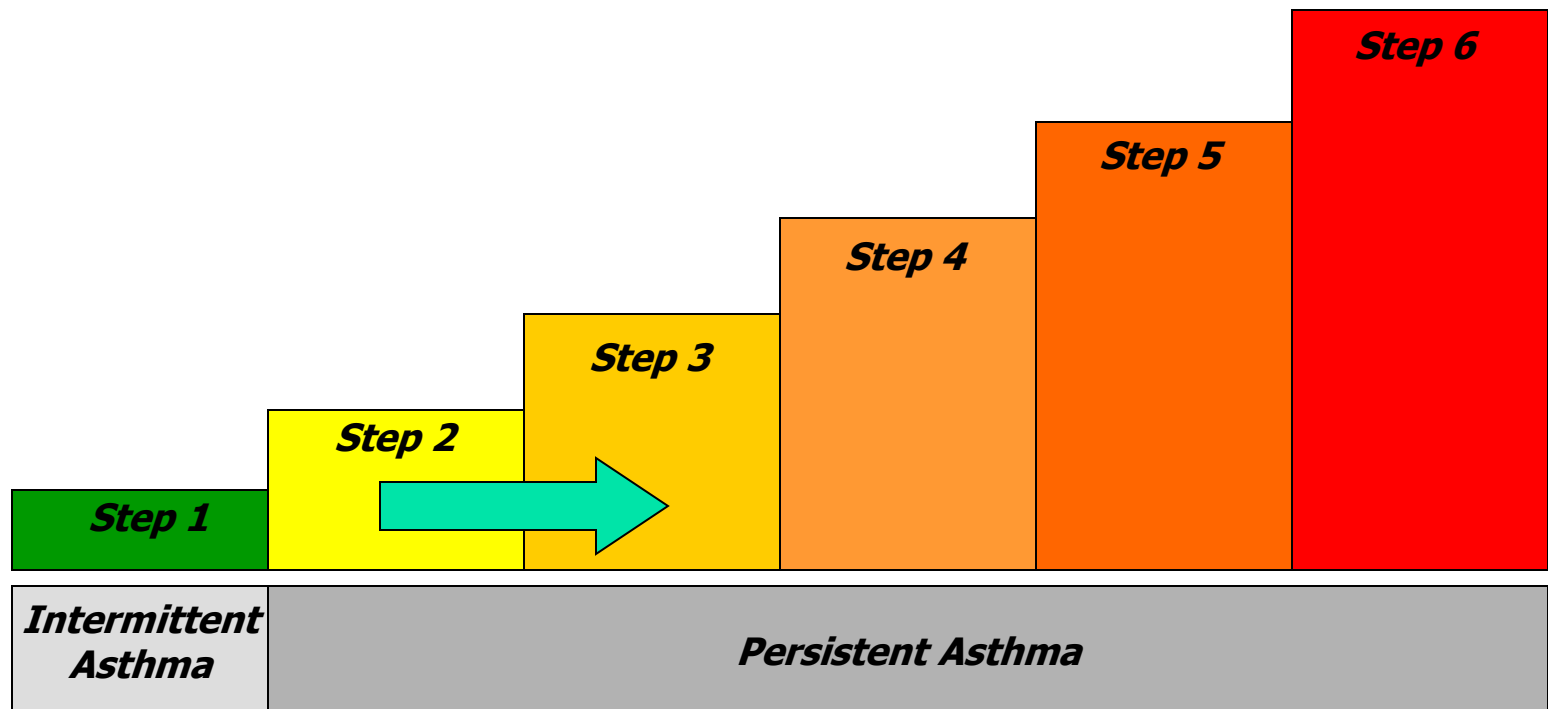 Step 6
Step 5
Step 4
Step 3
Step 2
Step 1
Intermittent
Asthma
Persistent Asthma